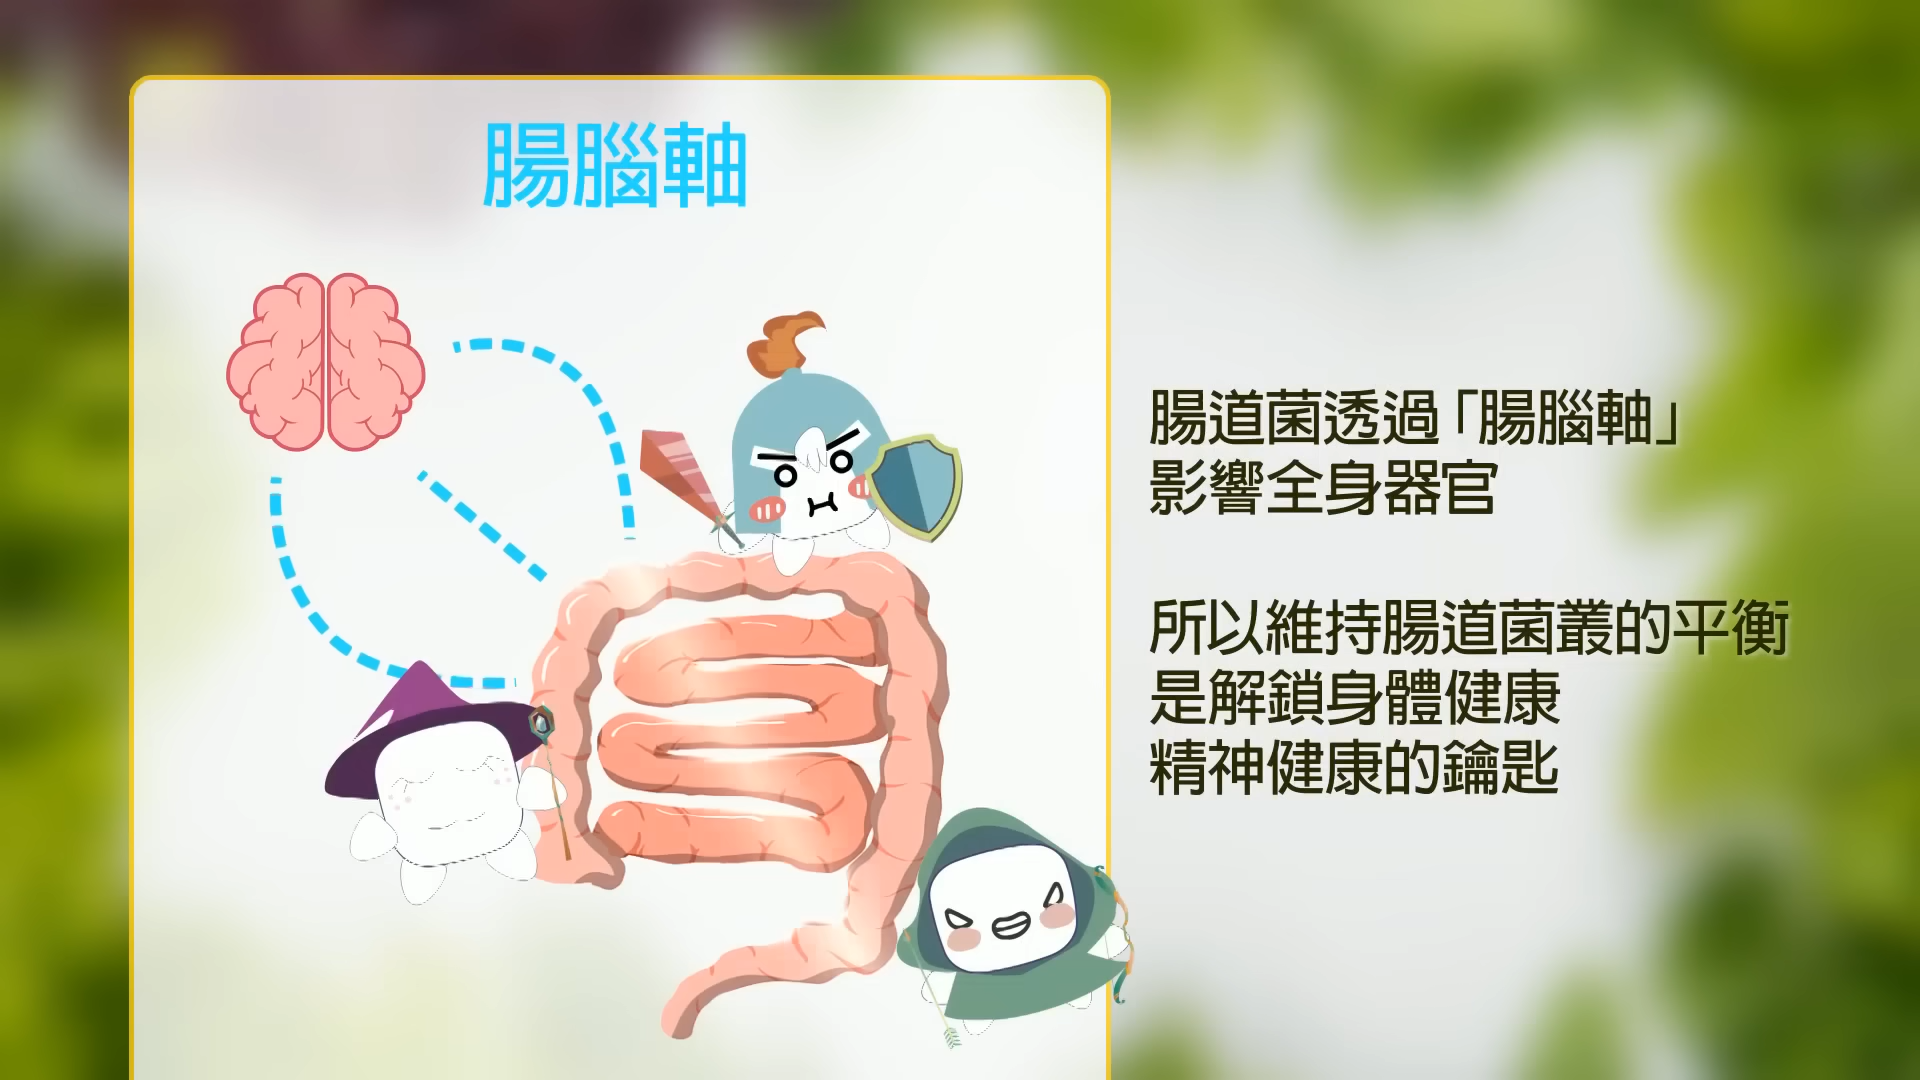 腸腦軸
腸道菌透過「腸腦軸」
影響全身器官
所以維持腸道菌叢的平衡
是解鎖身體健康
精神健康的鑰匙